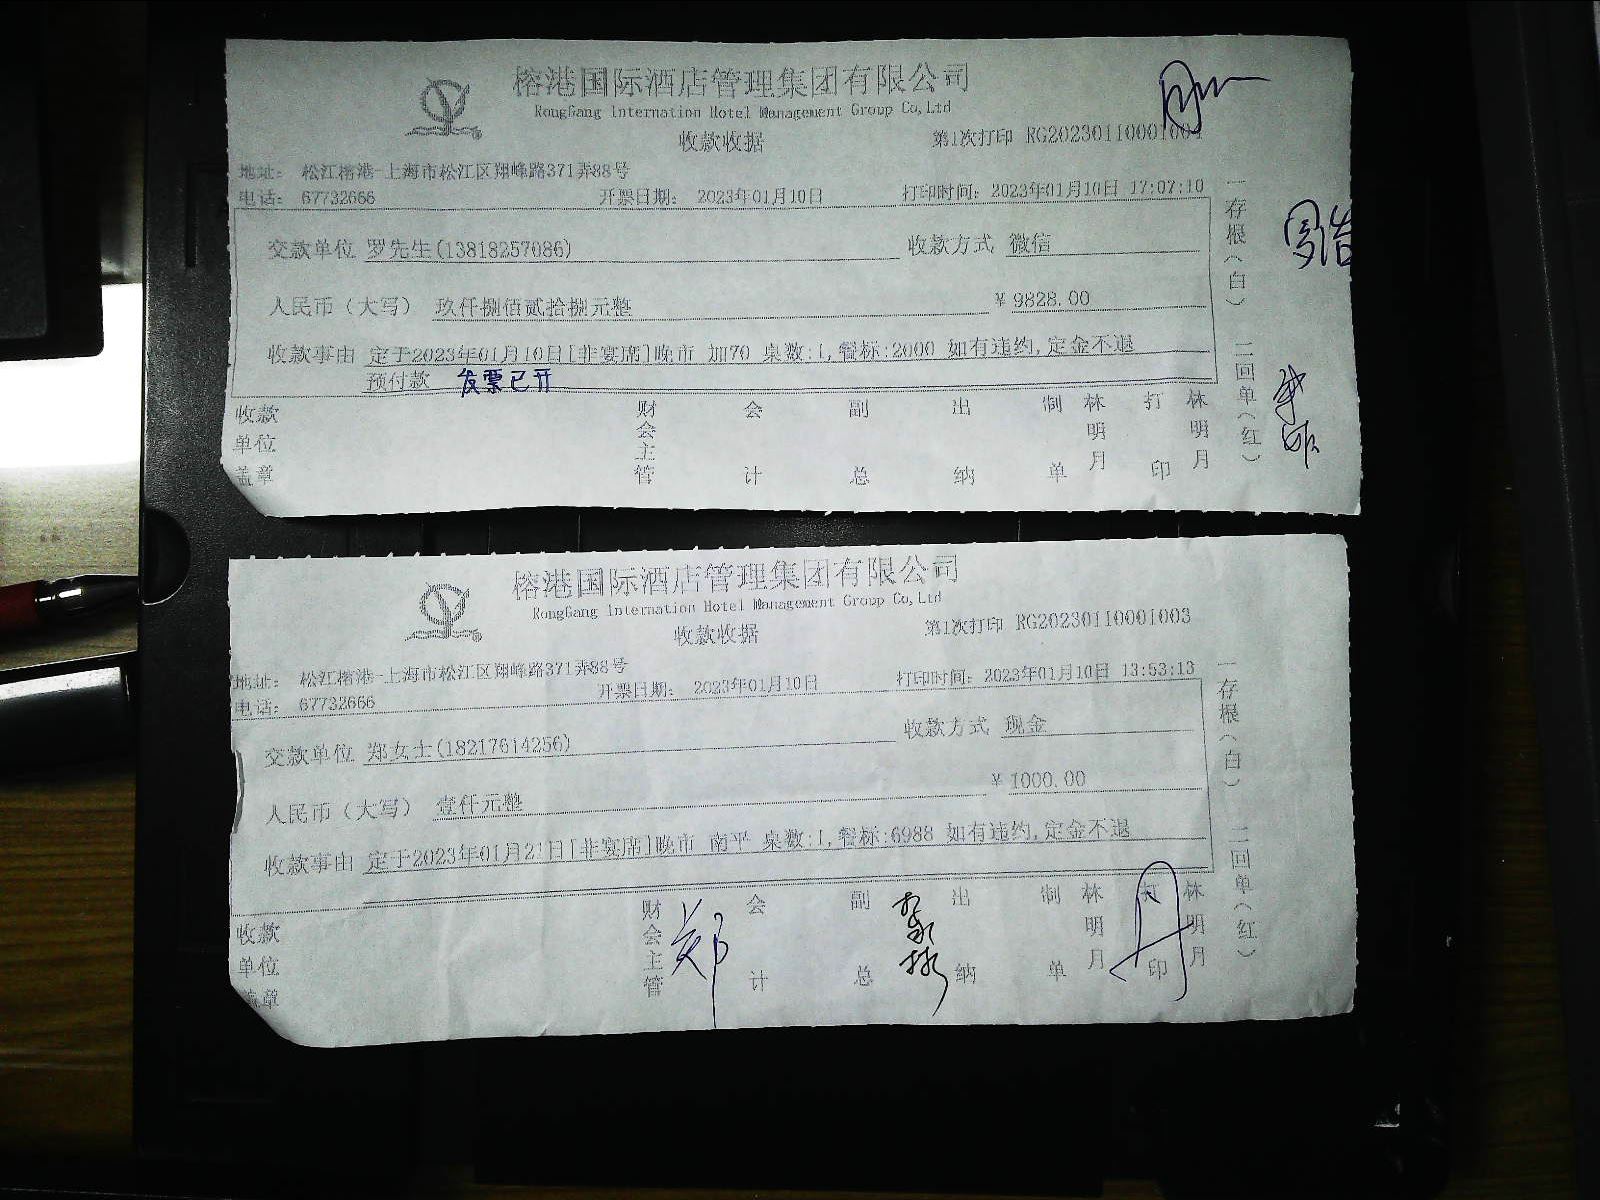 榕港国际酒店管理集团有限公司
RongGang Internation Hotel Management Group Co,Ltd
收款收据 第1次打印 RG20230110001004
地址: 松江榕港-上海市松江区翔峰路371弄88号
电话: 67732666 开票日期: 2023年01月10日 打印时间: 2023年01月10日 17:07:10
交款单位 罗先生(13818257086) 收款方式 微信
人民币（大写） 玖仟捌佰贰拾捌元整 ¥ 9828.00
收款事由 定于2023年01月10日[非宴席]晚市 加70 桌数:1,餐标:2000 如有违约,定金不退
预付款 发票已开
收款单位盖章 财会主管 会计 副总 出纳 制单 林明月 打印 林明月
一存根（白） 二回单（红）
榕港国际酒店管理集团有限公司
RongGang Internation Hotel Management Group Co,Ltd
收款收据 第1次打印 RG20230110001003
地址: 松江榕港-上海市松江区翔峰路371弄88号
电话: 67732666 开票日期: 2023年01月10日 打印时间: 2023年01月10日 13:53:13
交款单位 郑女士(18217614256) 收款方式 现金
人民币（大写） 壹仟元整 ¥ 1000.00
收款事由 定于2023年01月21日[非宴席]晚市 南平 桌数:1,餐标:6988 如有违约,定金不退
收款单位盖章 财会主管 郑 会计 副总 出纳 制单 林明月 打印 林明月
一存根（白） 二回单（红）